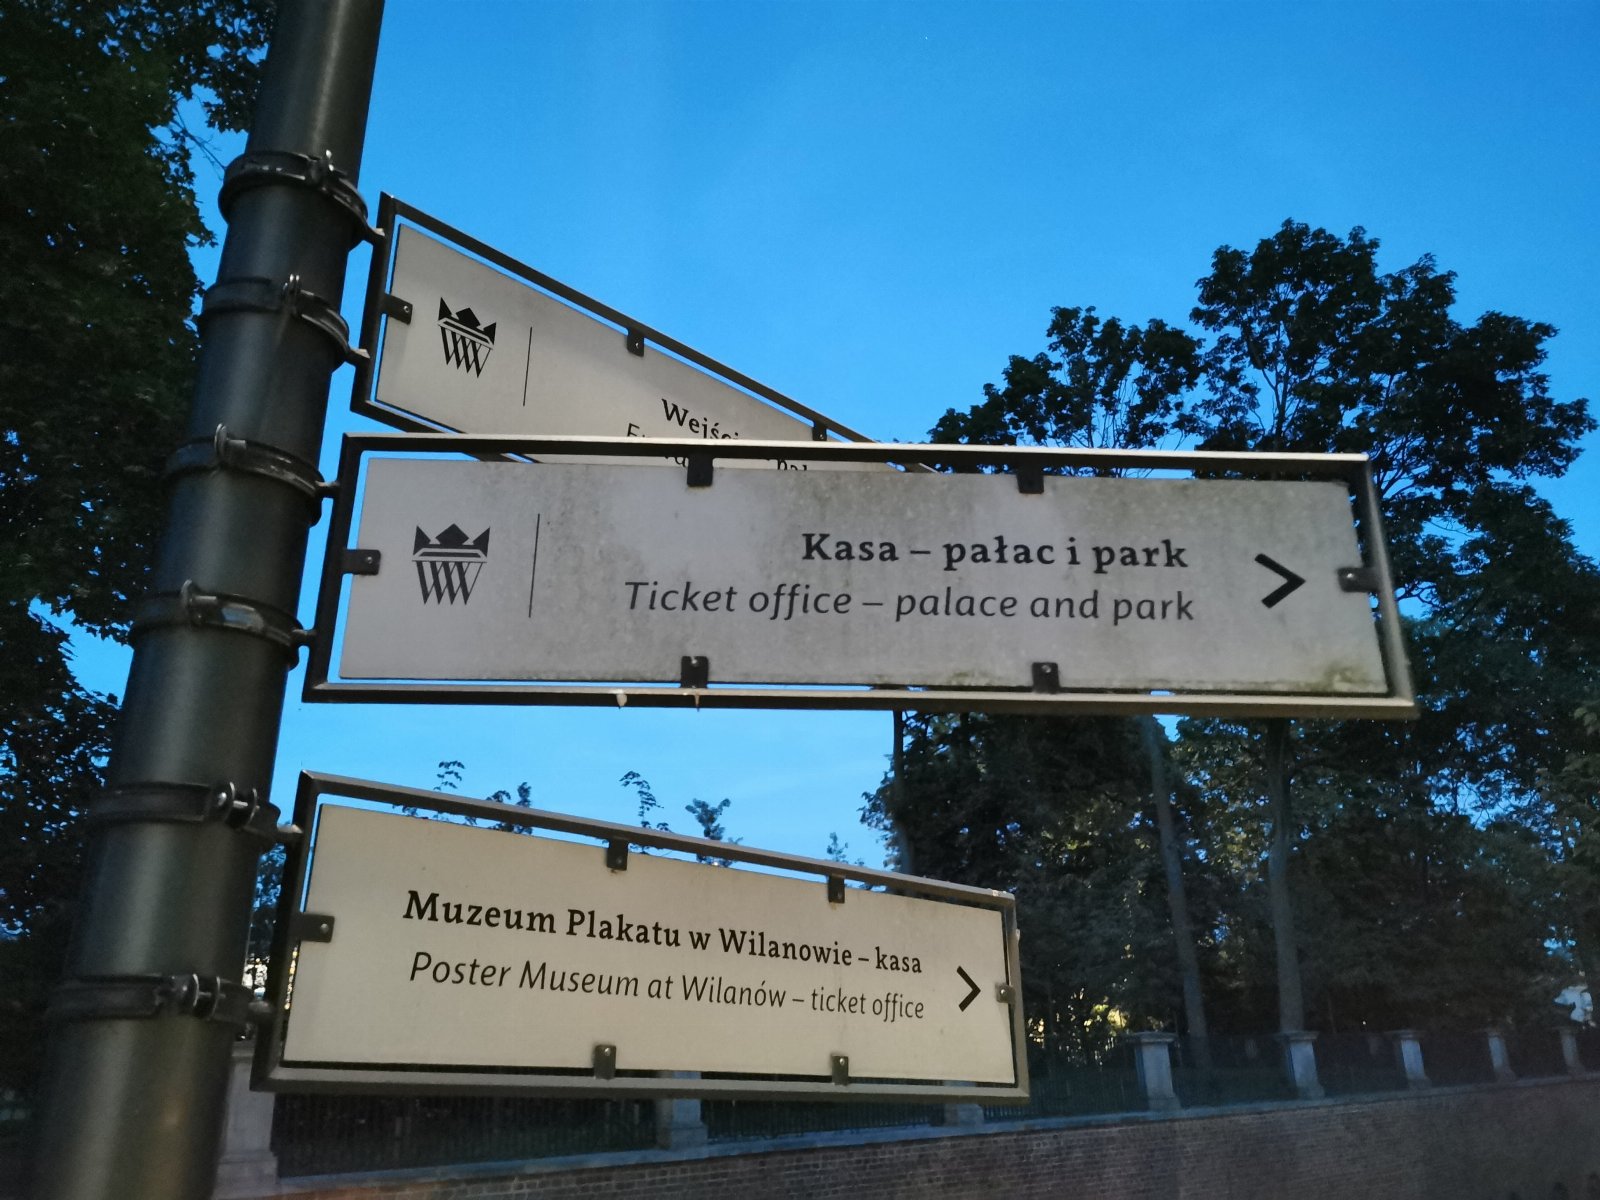 Kasa – pałac i park
Ticket office – palace and park
Muzeum Plakatu w Wilanowie – kasa
Poster Museum at Wilanów – ticket office